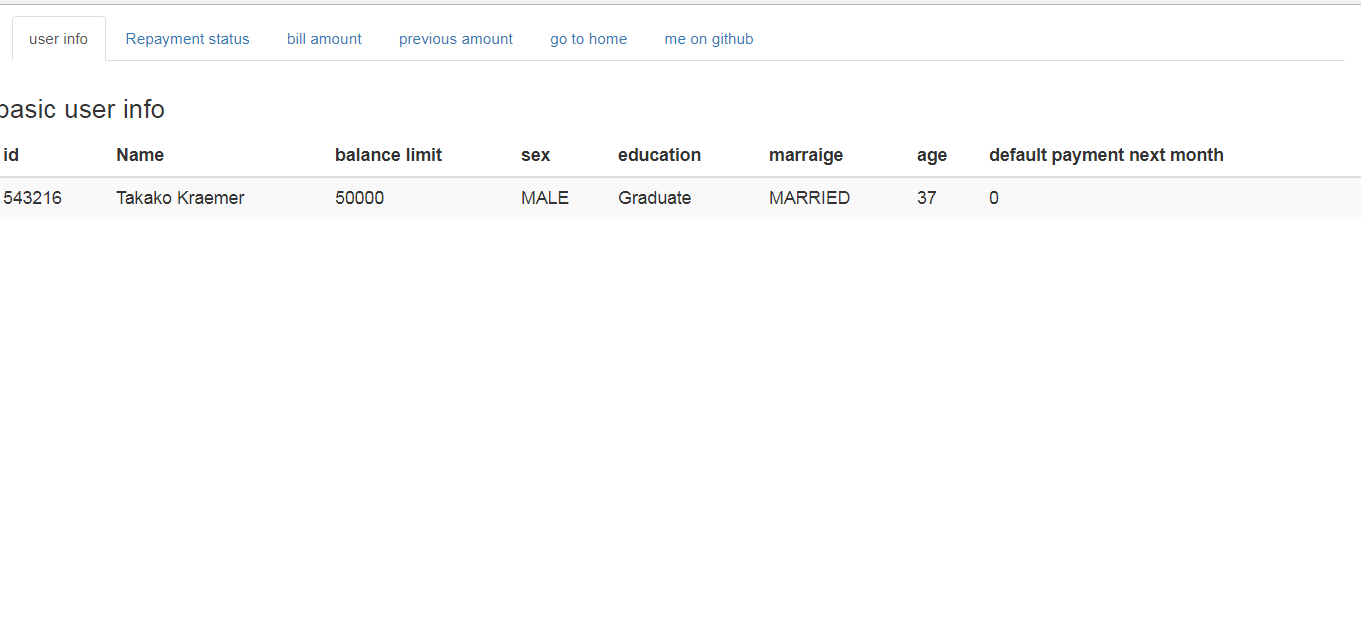 user info Repayment status bill amount previous amount go to home me on github
basic user info
id Name balance limit sex education marraige age default payment next month
543216 Takako Kraemer 50000 MALE Graduate MARRIED 37 0